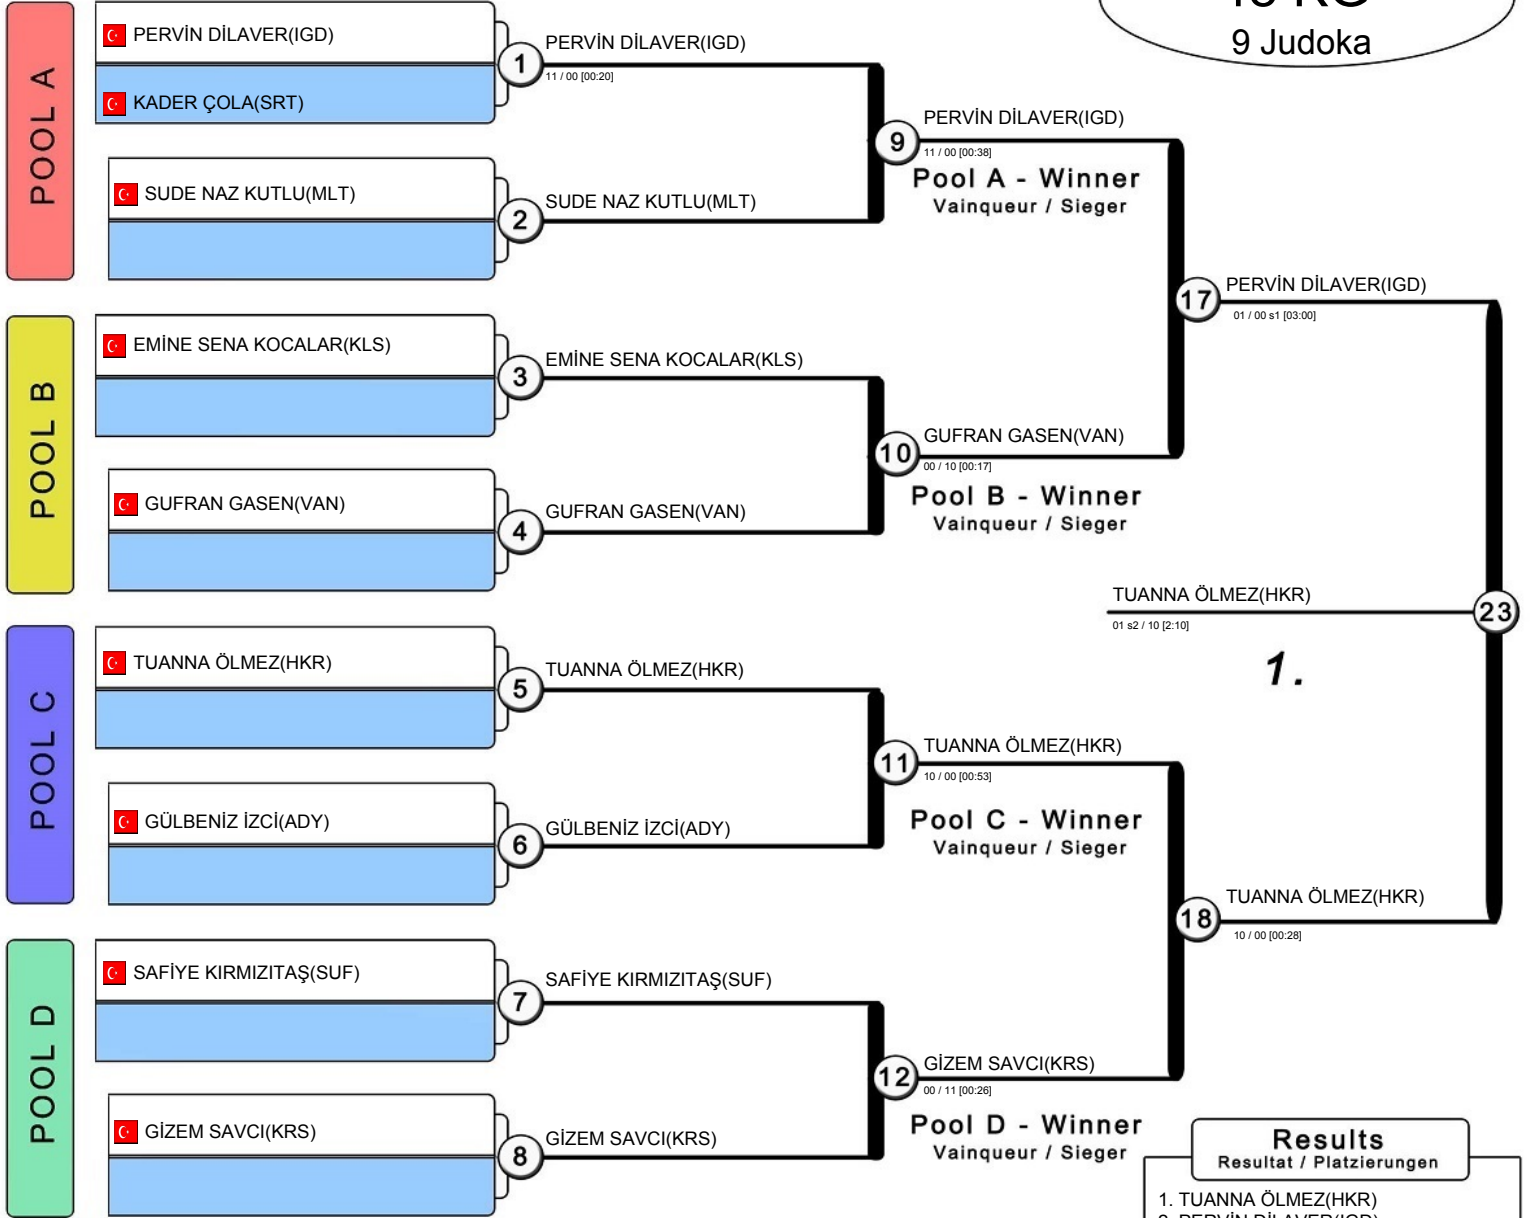 POOL A
PERVİN DİLAVER(IGD)
KADER ÇOLA(SRT)
1
PERVİN DİLAVER(IGD)
11 / 00 [00:20]
SUDE NAZ KUTLU(MLT)
2
SUDE NAZ KUTLU(MLT)
9
PERVİN DİLAVER(IGD)
11 / 00 [00:38]
Pool A - Winner
Vainqueur / Sieger
KG
9 Judoka
POOL B
EMİNE SENA KOCALAR(KLS)
3
EMİNE SENA KOCALAR(KLS)
GUFRAN GASEN(VAN)
4
GUFRAN GASEN(VAN)
10
GUFRAN GASEN(VAN)
00 / 10 [00:17]
Pool B - Winner
Vainqueur / Sieger
17
PERVİN DİLAVER(IGD)
01 / 00 s1 [03:00]
TUANNA ÖLMEZ(HKR)
01 s2 / 10 [2:10]
23
1.
POOL C
TUANNA ÖLMEZ(HKR)
5
TUANNA ÖLMEZ(HKR)
GÜLBENİZ İZCİ(ADY)
6
GÜLBENİZ İZCİ(ADY)
11
TUANNA ÖLMEZ(HKR)
10 / 00 [00:53]
Pool C - Winner
Vainqueur / Sieger
18
TUANNA ÖLMEZ(HKR)
10 / 00 [00:28]
POOL D
SAFİYE KIRMIZITAŞ(SUF)
7
SAFİYE KIRMIZITAŞ(SUF)
GİZEM SAVCI(KRS)
8
GİZEM SAVCI(KRS)
12
GİZEM SAVCI(KRS)
00 / 11 [00:26]
Pool D - Winner
Vainqueur / Sieger
Results
Resultat / Platzierungen
1. TUANNA ÖLMEZ(HKR)
2. PERVİN DİLAVER(IGD)